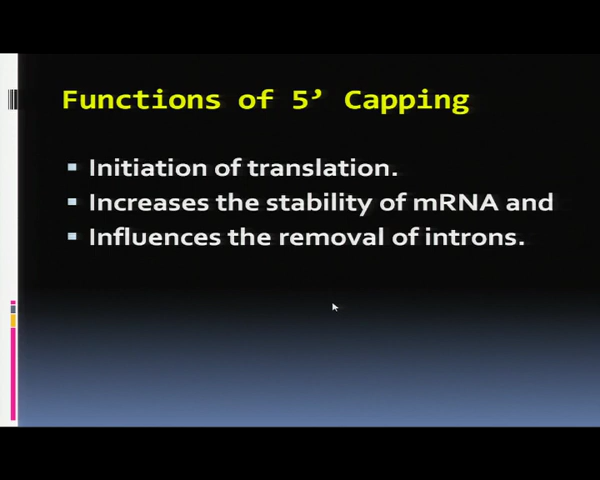 Functions of 5’ Capping
Initiation of translation.
Increases the stability of mRNA and
Influences the removal of introns.